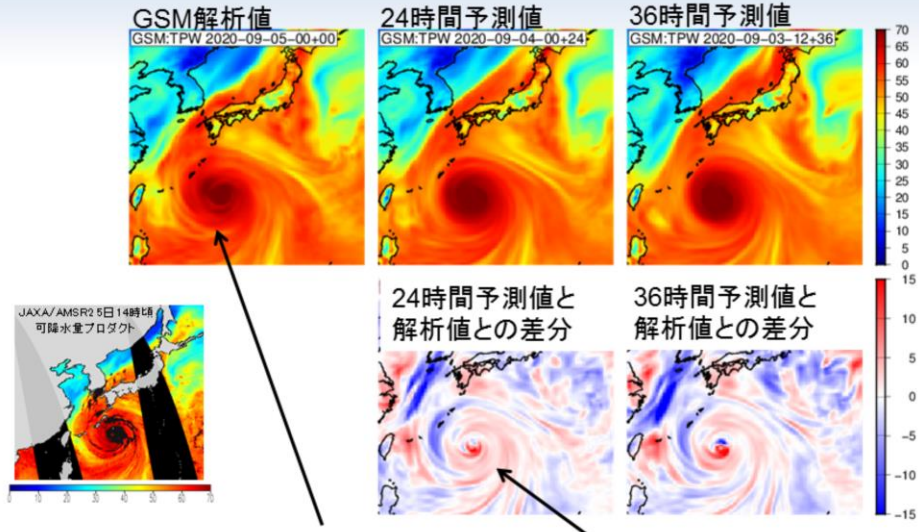 GSM解析値
24時間予測値
36時間予測値
GSM:TPW 2020-09-05-00+00
GSM:TPW 2020-09-04-00+24
GSM:TPW 2020-09-03-12+36
70
65
60
55
50
45
40
35
30
25
20
15
10
5
0
24時間予測値と
解析値との差分
36時間予測値と
解析値との差分
15
10
5
0
−5
−10
−15
JAXA/AMSR2 5日14時頃
可降水量プロダクト
0 10 20 30 40 50 60 70